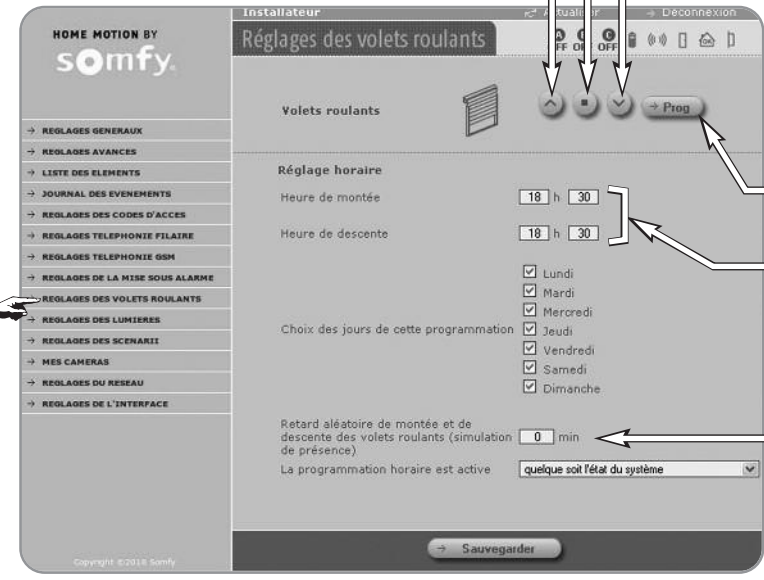 Installateur
Actualiser
Déconnexion
HOME MOTION BY
somfy.
Réglages des volets roulants
OFF
OFF
OFF
Volets roulants
Prog
REGLAGES GENERAUX
REGLAGES AVANCES
LISTE DES ELEMENTS
JOURNAL DES EVENEMENTS
REGLAGES DES CODES D'ACCES
REGLAGES TELEPHONIE FILAIRE
REGLAGES TELEPHONIE GSM
REGLAGES DE LA MISE SOUS ALARME
REGLAGES DES VOLETS ROULANTS
REGLAGES DES LUMIERES
REGLAGES DES SCENARII
MES CAMERAS
REGLAGES DU RESEAU
REGLAGES DE L'INTERFACE
Réglage horaire
Heure de montée 18 h 30
Heure de descente 18 h 30
Lundi
Mardi
Mercredi
Choix des jours de cette programmation Jeudi
Vendredi
Samedi
Dimanche
Retard aléatoire de montée et de
descente des volets roulants (simulation 0 min
de présence)
La programmation horaire est active quelque soit l'état du système
Sauvegarder
Copyright ©2010 Somfy